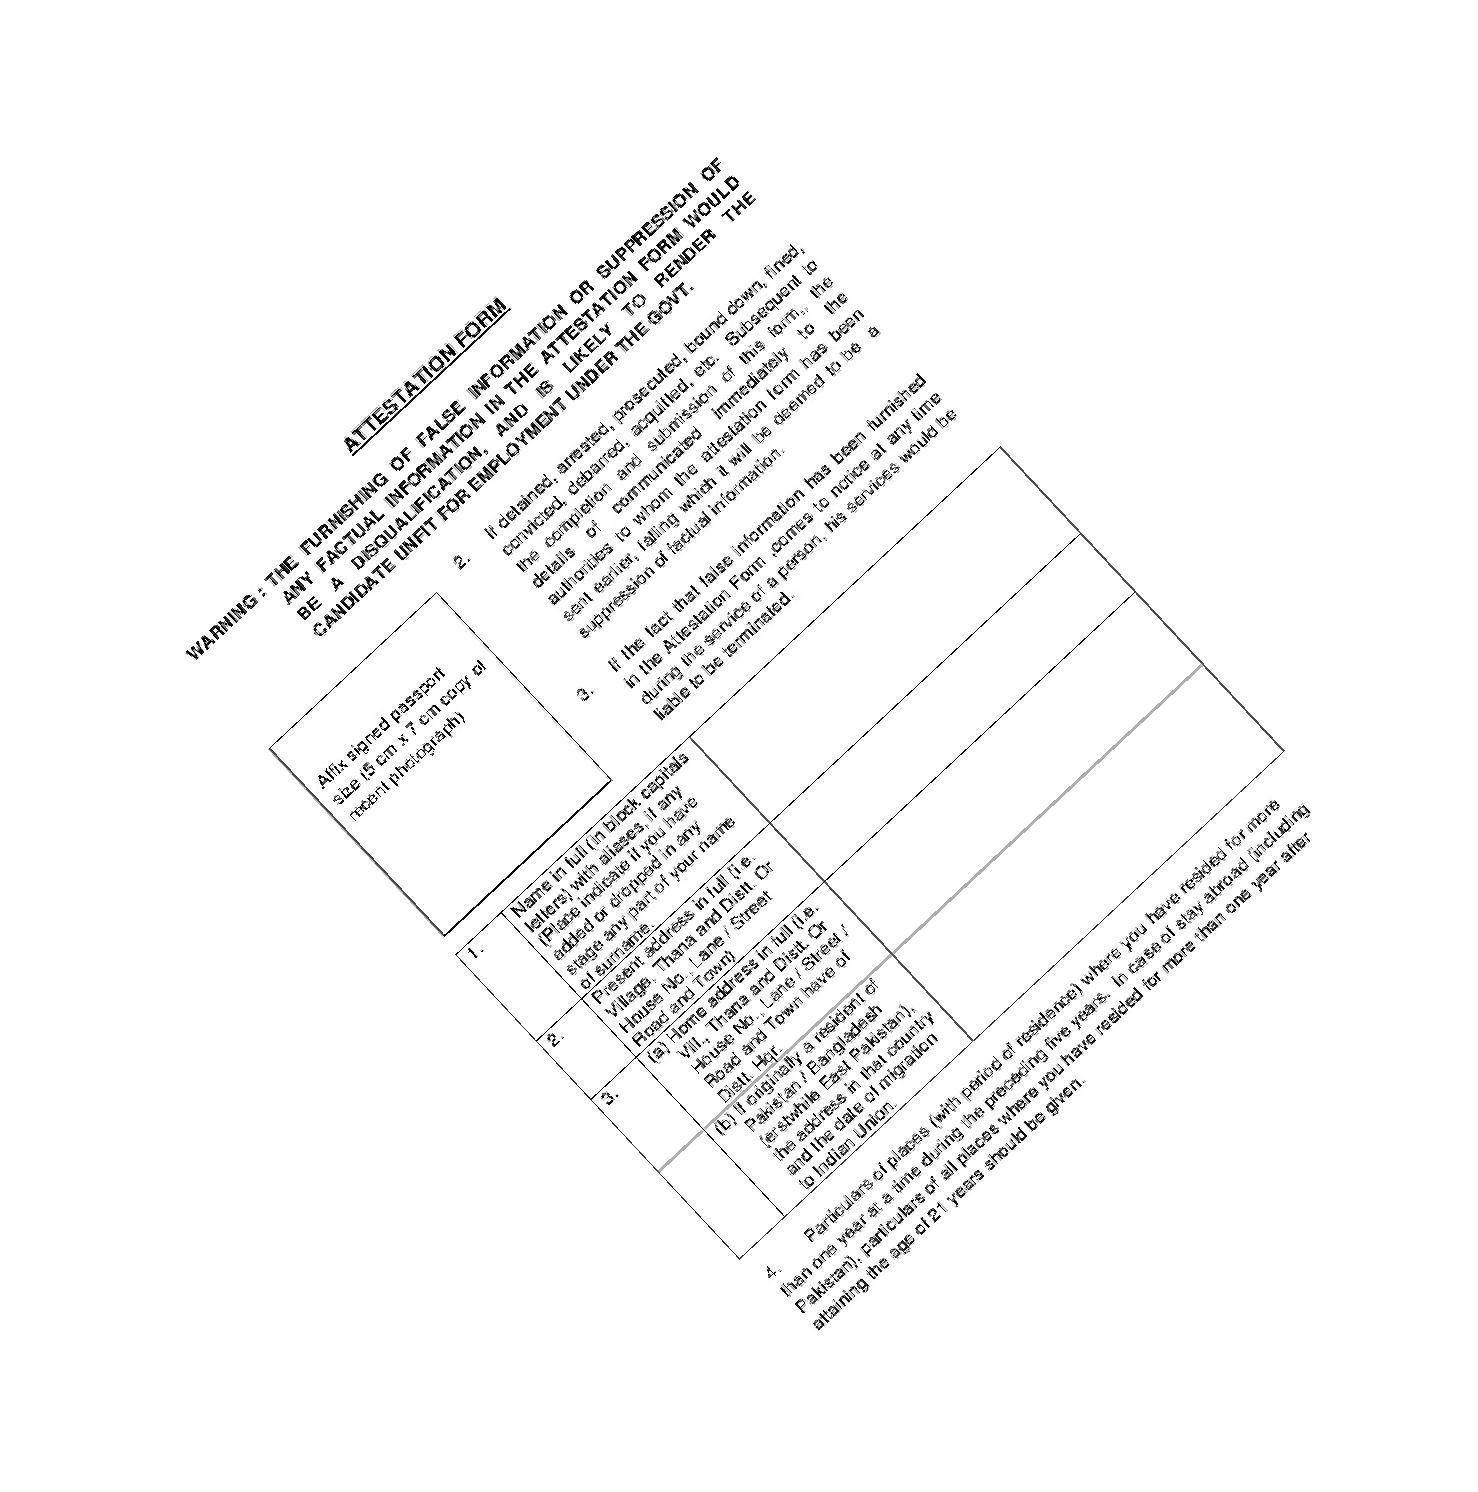 ATTESTATION FORM
WARNING : THE FURNISHING OF FALSE INFORMATION OR SUPPRESSION OF
ANY FACTUAL INFORMATION IN THE ATTESTATION FORM WOULD
BE A DISQUALIFICATION, AND IS LIKELY TO RENDER THE
CANDIDATE UNFIT FOR EMPLOYMENT UNDER THE GOVT.
Affix signed passport
size (5 cm x 7 cm copy of
recent photograph)
2. If detained, arrested, prosecuted, bound down, fined,
convicted, debarred, acquitted, etc. Subsequent to
the completion and submission of this form,, the
details of communicated immediately to the
authorities to whom the attestation form has been
sent earlier, failing which it will be deemed to be a
suppression of factual information.
3. If the fact that false information has been furnished
in the Attestation Form ,comes to notice at any time
during the service of a person, his services would be
liable to be terminated.
1. Name in full (in block capitals
letters) with aliases, if any
(Place indicate if you have
added or dropped in any
stage any part of your name
of surname.
2. Present address in full (i.e.
Village, Thana and Distt. Or
House No., Lane / Street
Road and Town)
3. (a) Home address in full (i.e.
Vill., Thana and Distt. Or
House No., Lane / Street /
Road and Town have of
Distt. Hqr.
(b) If originally a resident of
Pakistan / Bangladesh
(erstwhile East Pakistan),
the address in that country
and the date of migration
to Indian Union.
4. Particulars of places (with period of residence) where you have resided for more
than one year at a time during the preceding five years. In case of stay abroad (including
Pakistan), particulars of all places where you have resided for more than one year after
attaining the age of 21 years should be given.